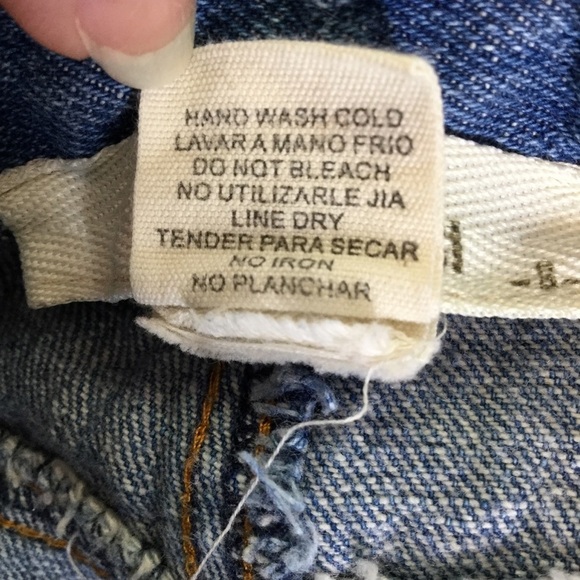 HAND WASH COLD
LAVAR A MANO FRIO
DO NOT BLEACH
NO UTILIZARLE JIA
LINE DRY
TENDER PARA SECAR
NO IRON
NO PLANCHAR